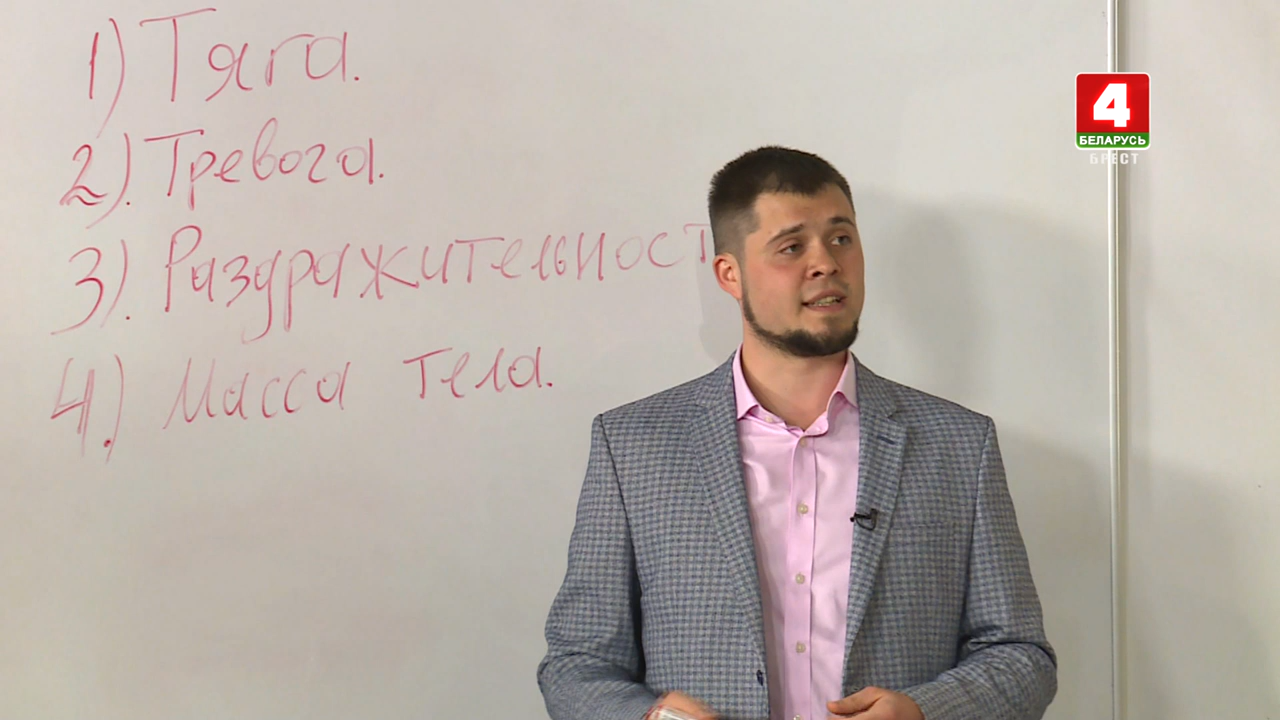 1) Тяга.
2). Тревога.
3). Раздражительност
4). Масса тела.
4
БЕЛАРУСЬ
БРЕСТ